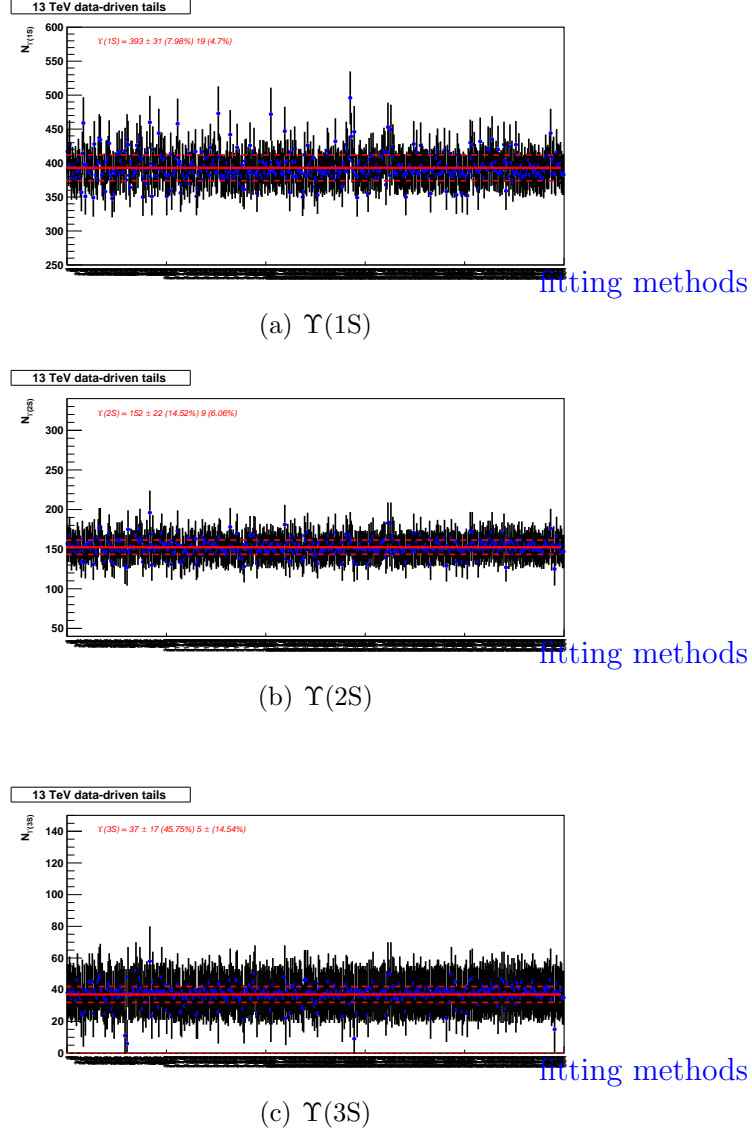 13 TeV data-driven tails
N_Υ(1S)
Υ(1S) = 393 ± 31 (7.98%) 19 (4.7%)
600
550
500
450
400
350
300
250
fitting methods
(a) Υ(1S)
13 TeV data-driven tails
N_Υ(2S)
Υ(2S) = 152 ± 22 (14.52%) 9 (6.06%)
300
250
200
150
100
50
fitting methods
(b) Υ(2S)
13 TeV data-driven tails
N_Υ(3S)
Υ(3S) = 37 ± 17 (45.75%) 5 ± (14.54%)
140
120
100
80
60
40
20
0
fitting methods
(c) Υ(3S)